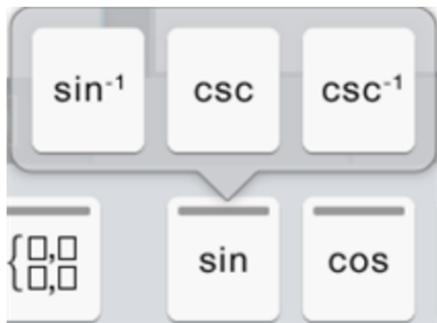 sin⁻¹ csc csc⁻¹
{▯,▯ sin cos
▯,▯